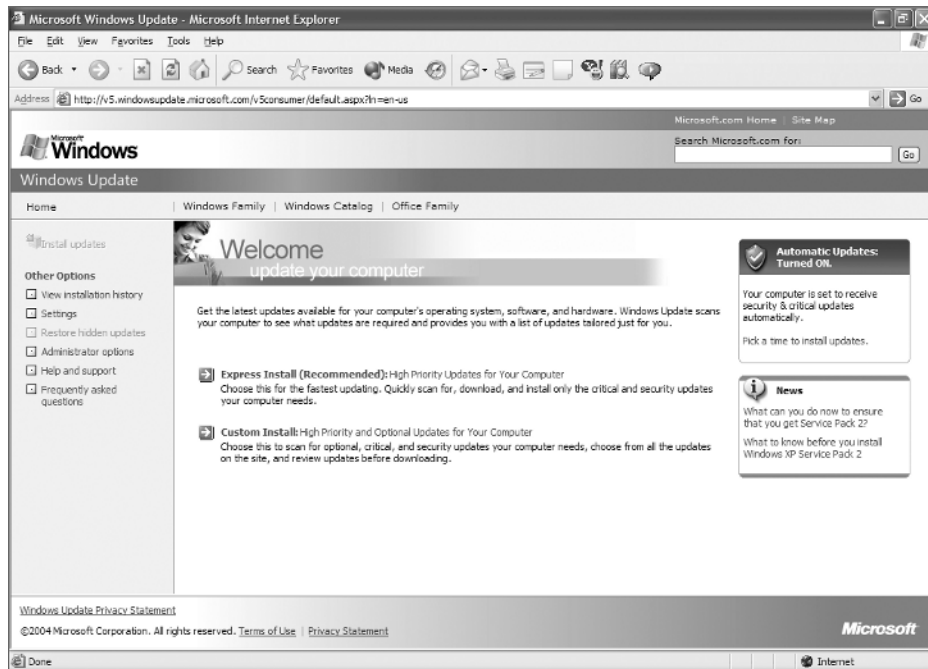 Microsoft Windows Update - Microsoft Internet Explorer
File Edit View Favorites Tools Help
Back Search Favorites Media
Address http://v5.windowsupdate.microsoft.com/v5consumer/default.aspx?ln=en-us Go
Microsoft.com Home | Site Map
Microsoft
Windows
Search Microsoft.com for:
Go
Windows Update
Home | Windows Family | Windows Catalog | Office Family
Install updates
Other Options
View installation history
Settings
Restore hidden updates
Administrator options
Help and support
Frequently asked
questions
Welcome
update your computer
Get the latest updates available for your computer's operating system, software, and hardware. Windows Update scans
your computer to see what updates are required and provides you with a list of updates tailored just for you.
Express Install (Recommended): High Priority Updates for Your Computer
Choose this for the fastest updating. Quickly scan for, download, and install only the critical and security updates
your computer needs.
Custom Install: High Priority and Optional Updates for Your Computer
Choose this to scan for optional, critical, and security updates your computer needs, choose from all the updates
on the site, and review updates before downloading.
Automatic Updates:
Turned ON.
Your computer is set to receive
security & critical updates
automatically.
Pick a time to install updates.
News
What can you do now to ensure
that you get Service Pack 2?
What to know before you install
Windows XP Service Pack 2
Windows Update Privacy Statement
©2004 Microsoft Corporation. All rights reserved. Terms of Use | Privacy Statement
Microsoft
Done
Internet